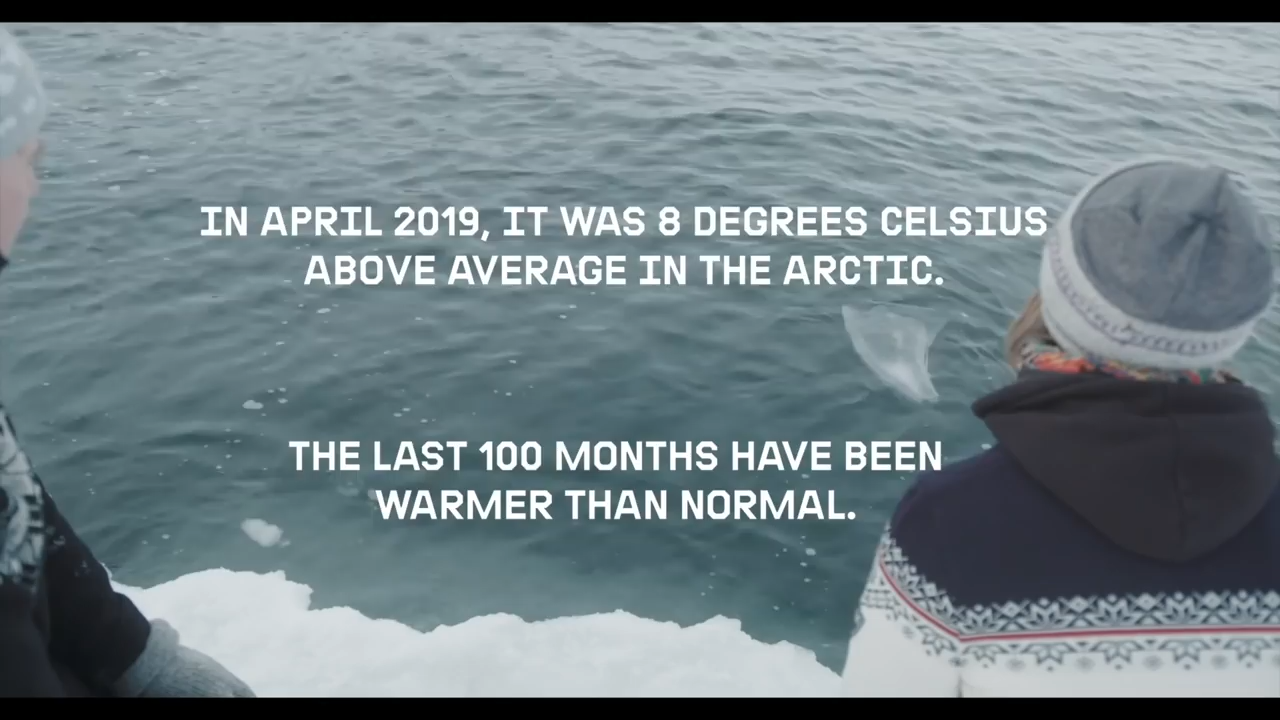 IN APRIL 2019, IT WAS 8 DEGREES CELSIUS
ABOVE AVERAGE IN THE ARCTIC.
THE LAST 100 MONTHS HAVE BEEN
WARMER THAN NORMAL.